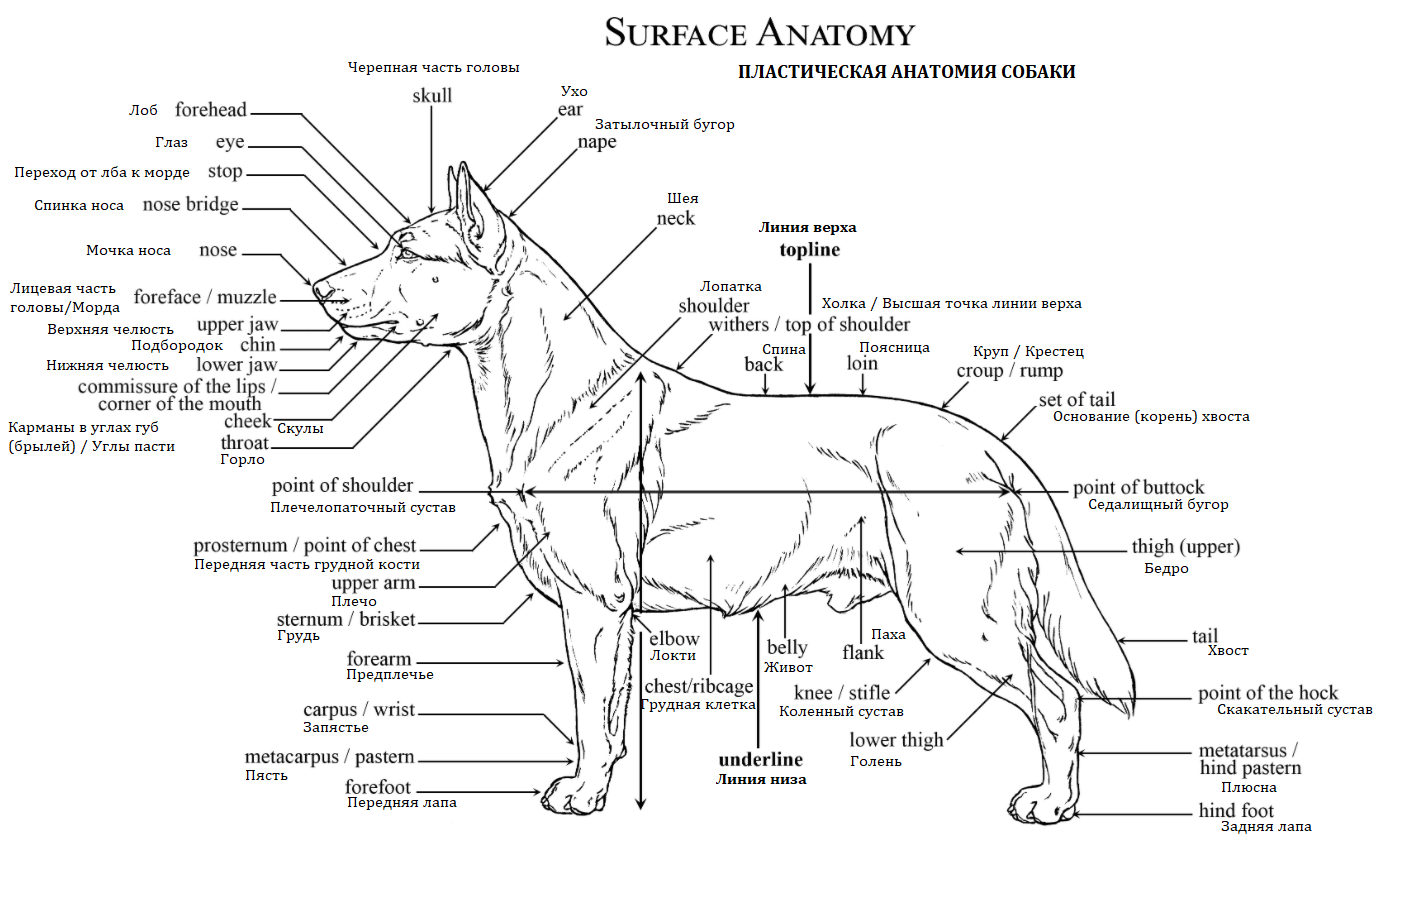 SURFACE ANATOMY
ПЛАСТИЧЕСКАЯ АНАТОМИЯ СОБАКИ
Черепная часть головы
skull
Ухо
ear
Затылочный бугор
nape
Лоб forehead
Глаз eye
Переход от лба к морде stop
Спинка носа nose bridge
Мочка носа nose
Лицевая часть
головы/Морда
foreface / muzzle
Верхняя челюсть upper jaw
Подбородок chin
Нижняя челюсть lower jaw
commissure of the lips /
corner of the mouth
Карманы в углах губ
(брылей) / Углы пасти
cheek Скулы
throat
Горло
Шея
neck
Линия верха
topline
Лопатка
shoulder
Холка / Высшая точка линии верха
withers / top of shoulder
Спина
back
Поясница
loin
Круп / Крестец
croup / rump
set of tail
Основание (корень) хвоста
point of shoulder
Плечелопаточный сустав
point of buttock
Седалищный бугор
prosternum / point of chest
Передняя часть грудной кости
thigh (upper)
Бедро
upper arm
Плечо
sternum / brisket
Грудь
elbow
Локти
belly
Живот
Паха
flank
tail
Хвост
forearm
Предплечье
chest/ribcage
Грудная клетка
knee / stifle
Коленный сустав
point of the hock
Скакательный сустав
carpus / wrist
Запястье
lower thigh
Голень
metacarpus / pastern
Пясть
underline
Линия низа
metatarsus /
hind pastern
Плюсна
forefoot
Передняя лапа
hind foot
Задняя лапа